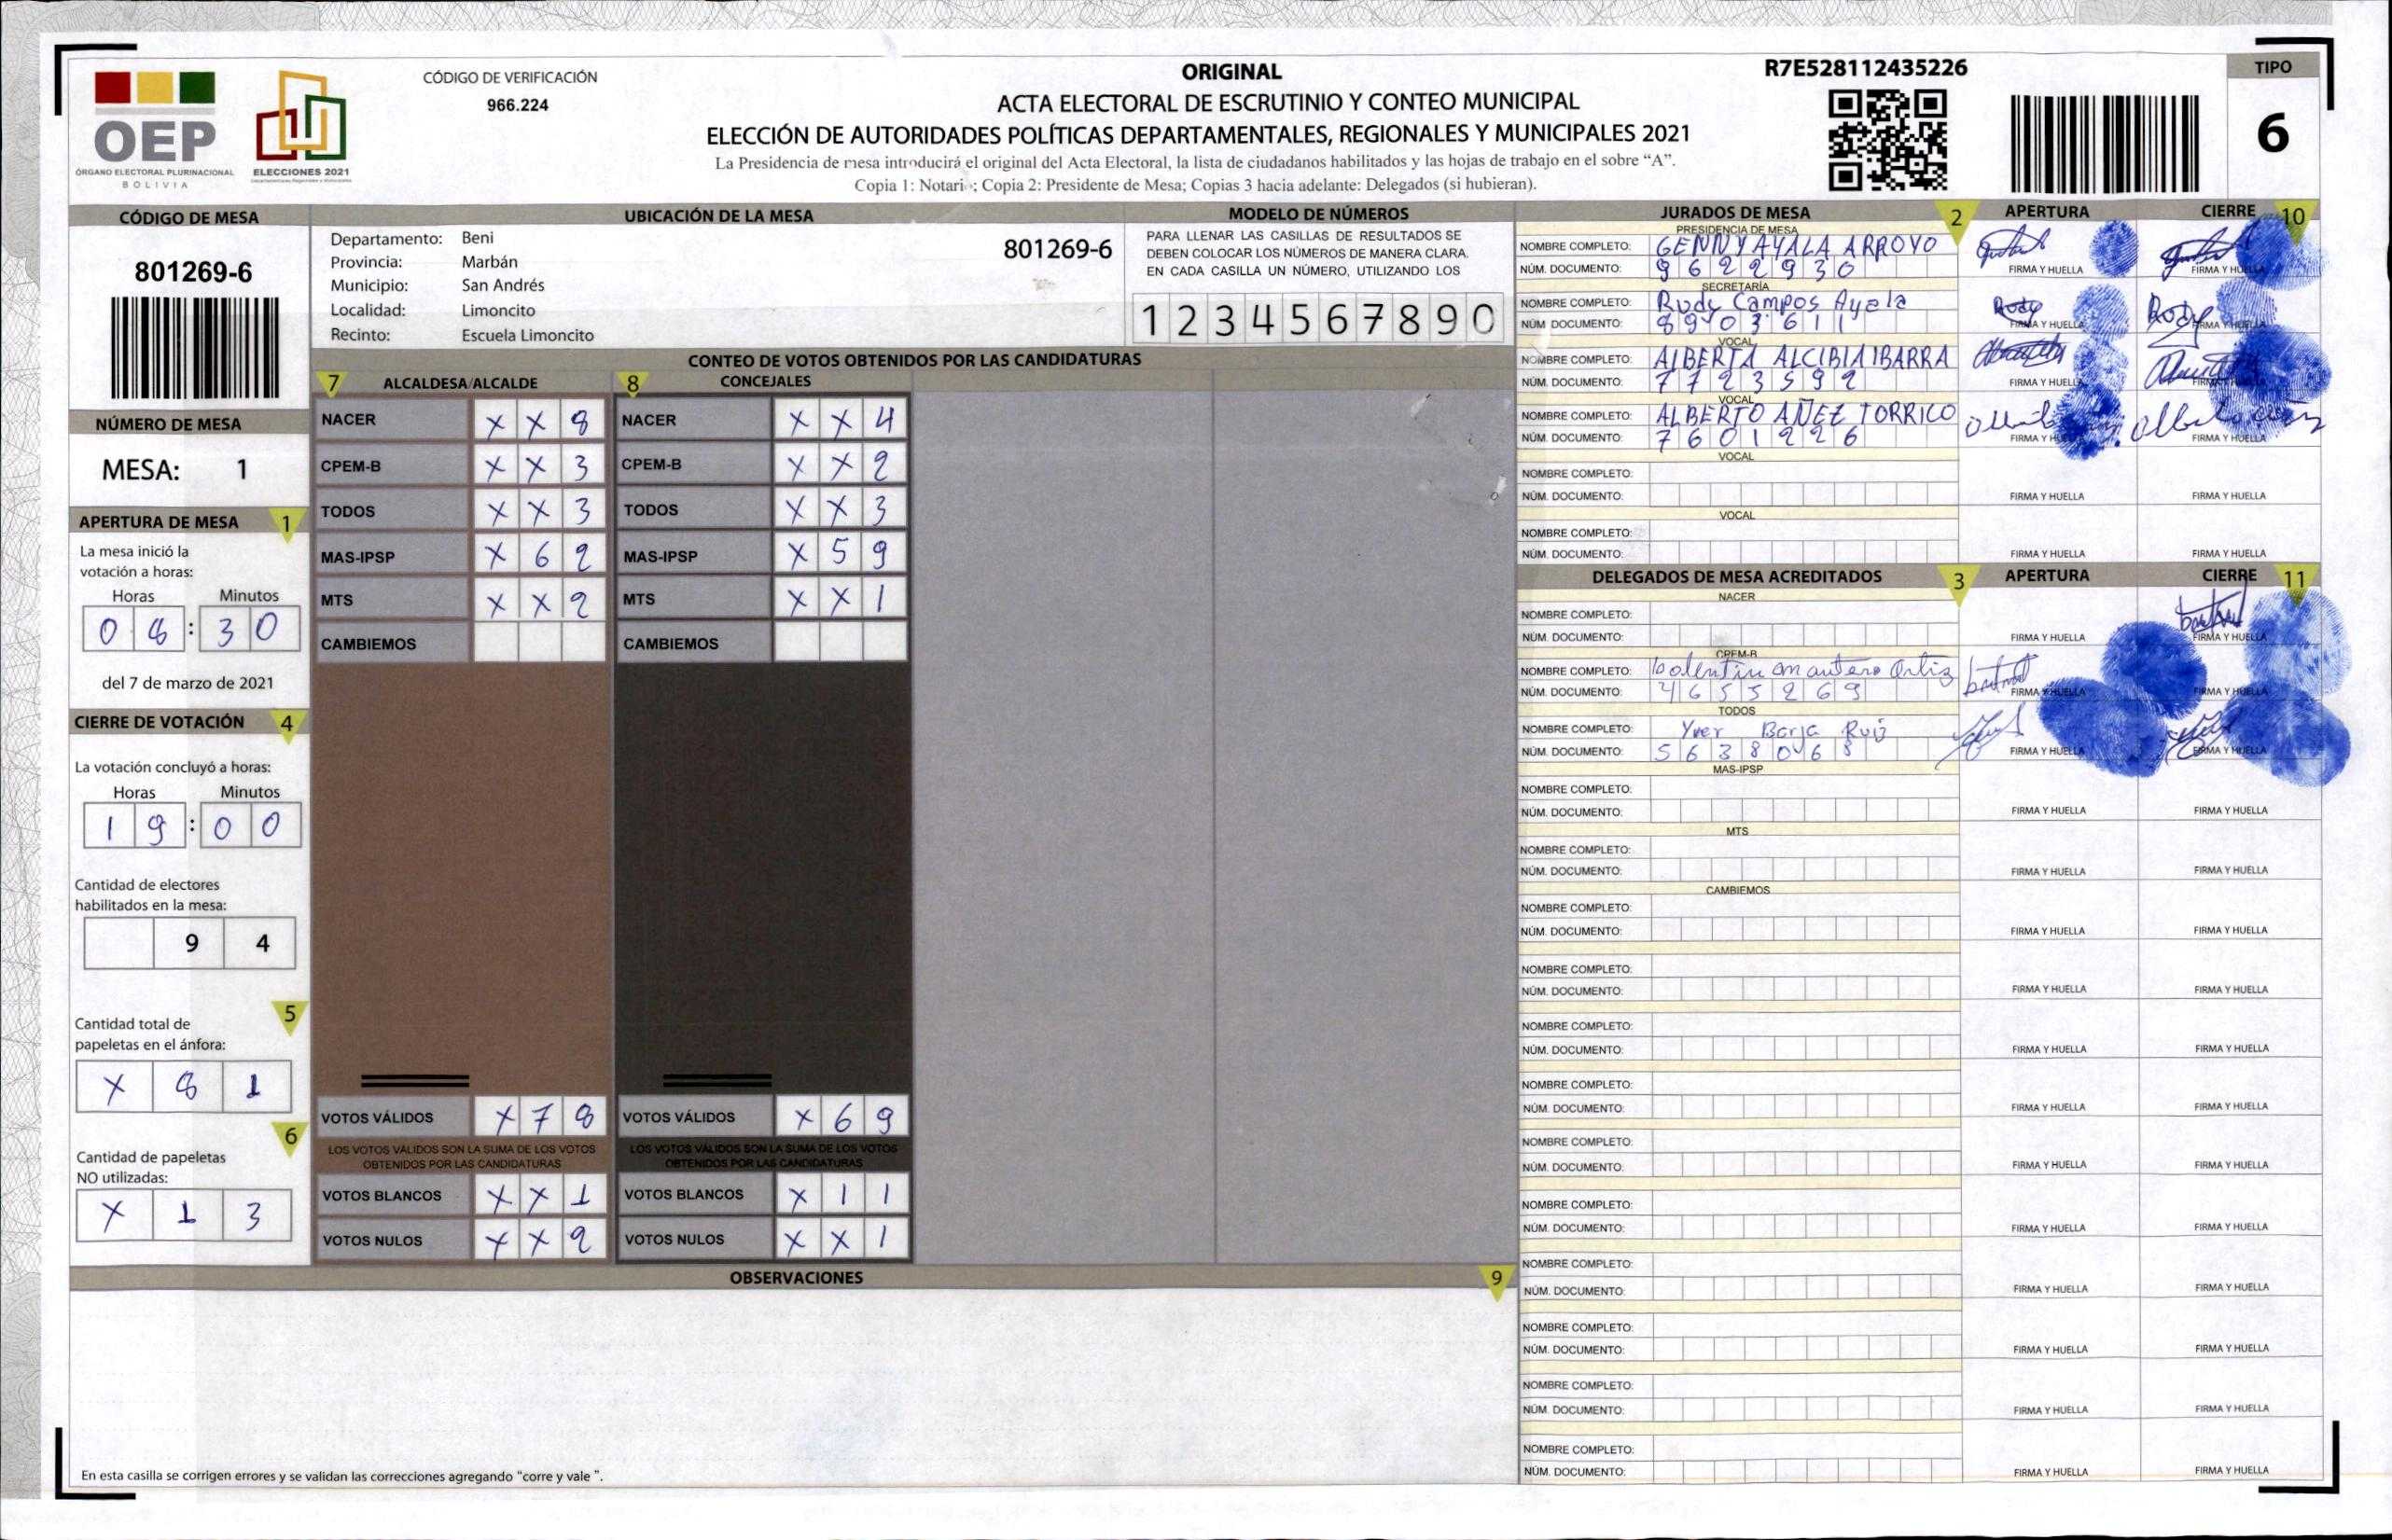 OEP
ÓRGANO ELECTORAL PLURINACIONAL
BOLIVIA
ELECCIONES 2021
CÓDIGO DE VERIFICACIÓN
966.224
ORIGINAL
ACTA ELECTORAL DE ESCRUTINIO Y CONTEO MUNICIPAL
ELECCIÓN DE AUTORIDADES POLÍTICAS DEPARTAMENTALES, REGIONALES Y MUNICIPALES 2021
La Presidencia de mesa introducirá el original del Acta Electoral, la lista de ciudadanos habilitados y las hojas de trabajo en el sobre “A”.
Copia 1: Notari ; Copia 2: Presidente de Mesa; Copias 3 hacia adelante: Delegados (si hubieran).
R7E528112435226
TIPO
6
CÓDIGO DE MESA
801269-6
NÚMERO DE MESA
MESA: 1
APERTURA DE MESA 1
La mesa inició la
votación a horas:
Horas Minutos
08:30
del 7 de marzo de 2021
CIERRE DE VOTACIÓN 4
La votación concluyó a horas:
Horas Minutos
19:00
Cantidad de electores
habilitados en la mesa:
9 4
5
Cantidad total de
papeletas en el ánfora:
X 8 1
6
Cantidad de papeletas
NO utilizadas:
X 1 3
UBICACIÓN DE LA MESA
Departamento: Beni
Provincia: Marbán
Municipio: San Andrés
Localidad: Limoncito
Recinto: Escuela Limoncito
801269-6
MODELO DE NÚMEROS
PARA LLENAR LAS CASILLAS DE RESULTADOS SE
DEBEN COLOCAR LOS NÚMEROS DE MANERA CLARA.
EN CADA CASILLA UN NÚMERO, UTILIZANDO LOS
1 2 3 4 5 6 7 8 9 0
CONTEO DE VOTOS OBTENIDOS POR LAS CANDIDATURAS
7 ALCALDESA/ALCALDE
NACER X X 8
CPEM-B X X 3
TODOS X X 3
MAS-IPSP X 6 2
MTS X X 2
CAMBIEMOS
VOTOS VÁLIDOS X 7 8
LOS VOTOS VÁLIDOS SON LA SUMA DE LOS VOTOS
OBTENIDOS POR LAS CANDIDATURAS
VOTOS BLANCOS X X 1
VOTOS NULOS X X 2
8 CONCEJALES
NACER X X 4
CPEM-B X X 2
TODOS X X 3
MAS-IPSP X 5 9
MTS X X 1
CAMBIEMOS
VOTOS VÁLIDOS X 6 9
LOS VOTOS VÁLIDOS SON LA SUMA DE LOS VOTOS
OBTENIDOS POR LAS CANDIDATURAS
VOTOS BLANCOS X 1 1
VOTOS NULOS X X 1
OBSERVACIONES 9
En esta casilla se corrigen errores y se validan las correcciones agregando "corre y vale ".
JURADOS DE MESA 2 APERTURA CIERRE 10
PRESIDENCIA DE MESA
NOMBRE COMPLETO: GENNY AYALA ARROYO
NÚM. DOCUMENTO: 9622930 FIRMA Y HUELLA FIRMA Y HUELLA
SECRETARÍA
NOMBRE COMPLETO: Rudy Campos Ayala
NÚM DOCUMENTO: 8903611 FIRMA Y HUELLA FIRMA Y HUELLA
VOCAL
NOMBRE COMPLETO: ALBERTA ALCIBIA IBARRA
NÚM. DOCUMENTO: 7723592 FIRMA Y HUELLA FIRMA Y HUELLA
VOCAL
NOMBRE COMPLETO: ALBERTO AÑEZ TORRICO
NÚM. DOCUMENTO: 7601226 FIRMA Y HUELLA FIRMA Y HUELLA
VOCAL
NOMBRE COMPLETO:
NÚM. DOCUMENTO: FIRMA Y HUELLA FIRMA Y HUELLA
VOCAL
NOMBRE COMPLETO:
NÚM. DOCUMENTO: FIRMA Y HUELLA FIRMA Y HUELLA
DELEGADOS DE MESA ACREDITADOS 3 APERTURA CIERRE 11
NACER
NOMBRE COMPLETO:
NÚM. DOCUMENTO: FIRMA Y HUELLA FIRMA Y HUELLA
CPEM-B
NOMBRE COMPLETO: Ortiz
NÚM. DOCUMENTO: 4655269 FIRMA Y HUELLA FIRMA Y HUELLA
TODOS
NOMBRE COMPLETO: Yver Borja Ruiz
NÚM. DOCUMENTO: 5638068 FIRMA Y HUELLA FIRMA Y HUELLA
MAS-IPSP
NOMBRE COMPLETO:
NÚM. DOCUMENTO: FIRMA Y HUELLA FIRMA Y HUELLA
MTS
NOMBRE COMPLETO:
NÚM. DOCUMENTO: FIRMA Y HUELLA FIRMA Y HUELLA
CAMBIEMOS
NOMBRE COMPLETO:
NÚM. DOCUMENTO: FIRMA Y HUELLA FIRMA Y HUELLA
NOMBRE COMPLETO:
NÚM. DOCUMENTO: FIRMA Y HUELLA FIRMA Y HUELLA
NOMBRE COMPLETO:
NÚM. DOCUMENTO: FIRMA Y HUELLA FIRMA Y HUELLA
NOMBRE COMPLETO:
NÚM. DOCUMENTO: FIRMA Y HUELLA FIRMA Y HUELLA
NOMBRE COMPLETO:
NÚM. DOCUMENTO: FIRMA Y HUELLA FIRMA Y HUELLA
NOMBRE COMPLETO:
NÚM. DOCUMENTO: FIRMA Y HUELLA FIRMA Y HUELLA
NOMBRE COMPLETO:
NÚM. DOCUMENTO: FIRMA Y HUELLA FIRMA Y HUELLA
NOMBRE COMPLETO:
NÚM. DOCUMENTO: FIRMA Y HUELLA FIRMA Y HUELLA
NOMBRE COMPLETO:
NÚM. DOCUMENTO: FIRMA Y HUELLA FIRMA Y HUELLA
NOMBRE COMPLETO:
NÚM. DOCUMENTO: FIRMA Y HUELLA FIRMA Y HUELLA